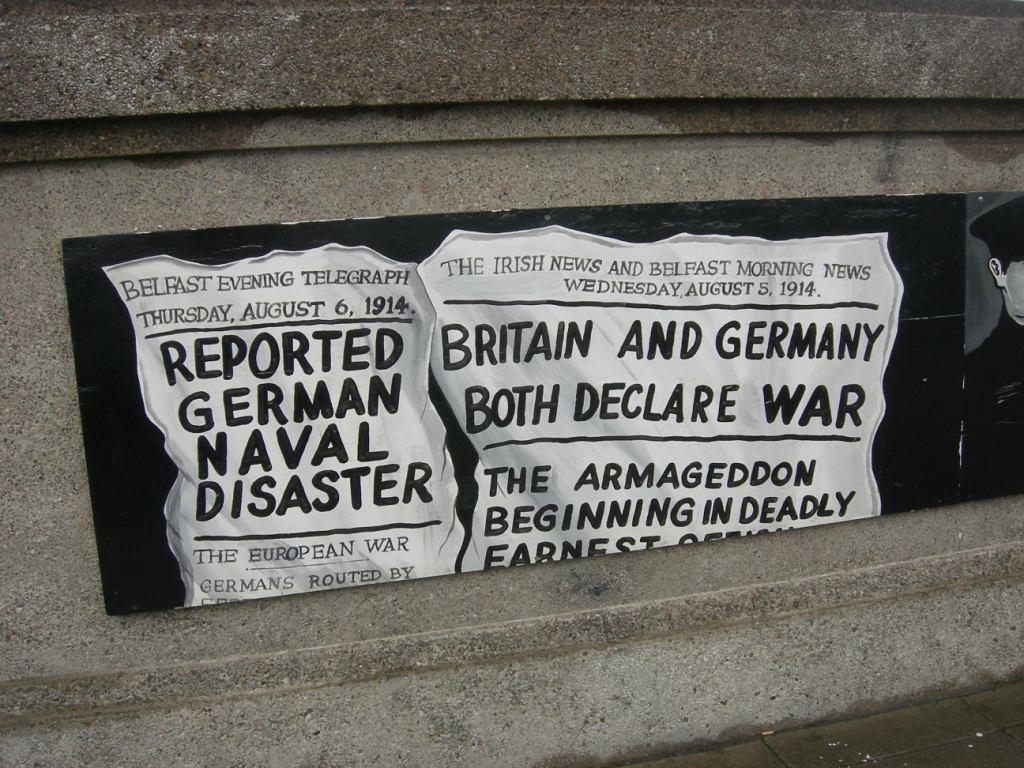 BELFAST EVENING TELEGRAPH
THURSDAY, AUGUST 6, 1914.
REPORTED
GERMAN
NAVAL
DISASTER
THE EUROPEAN WAR
GERMANS ROUTED BY
THE IRISH NEWS AND BELFAST MORNING NEWS
WEDNESDAY, AUGUST 5, 1914.
BRITAIN AND GERMANY
BOTH DECLARE WAR
THE ARMAGEDDON
BEGINNING IN DEADLY
EARNEST